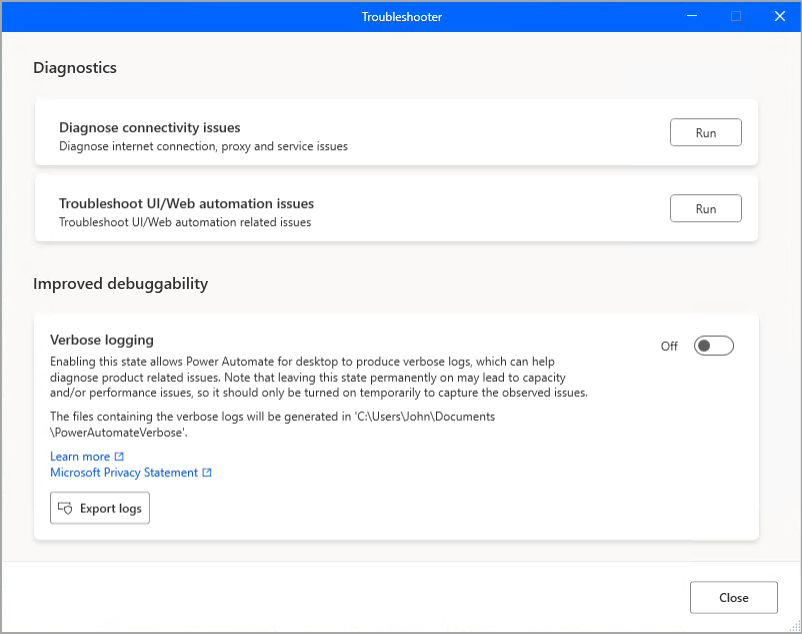 Troubleshooter
Diagnostics
Diagnose connectivity issues
Diagnose internet connection, proxy and service issues
Run
Troubleshoot UI/Web automation issues
Troubleshoot UI/Web automation related issues
Run
Improved debuggability
Verbose logging
Off
Enabling this state allows Power Automate for desktop to produce verbose logs, which can help
diagnose product related issues. Note that leaving this state permanently on may lead to capacity
and/or performance issues, so it should only be turned on temporarily to capture the observed issues.
The files containing the verbose logs will be generated in 'C:\Users\John\Documents
\PowerAutomateVerbose'.
Learn more
Microsoft Privacy Statement
Export logs
Close